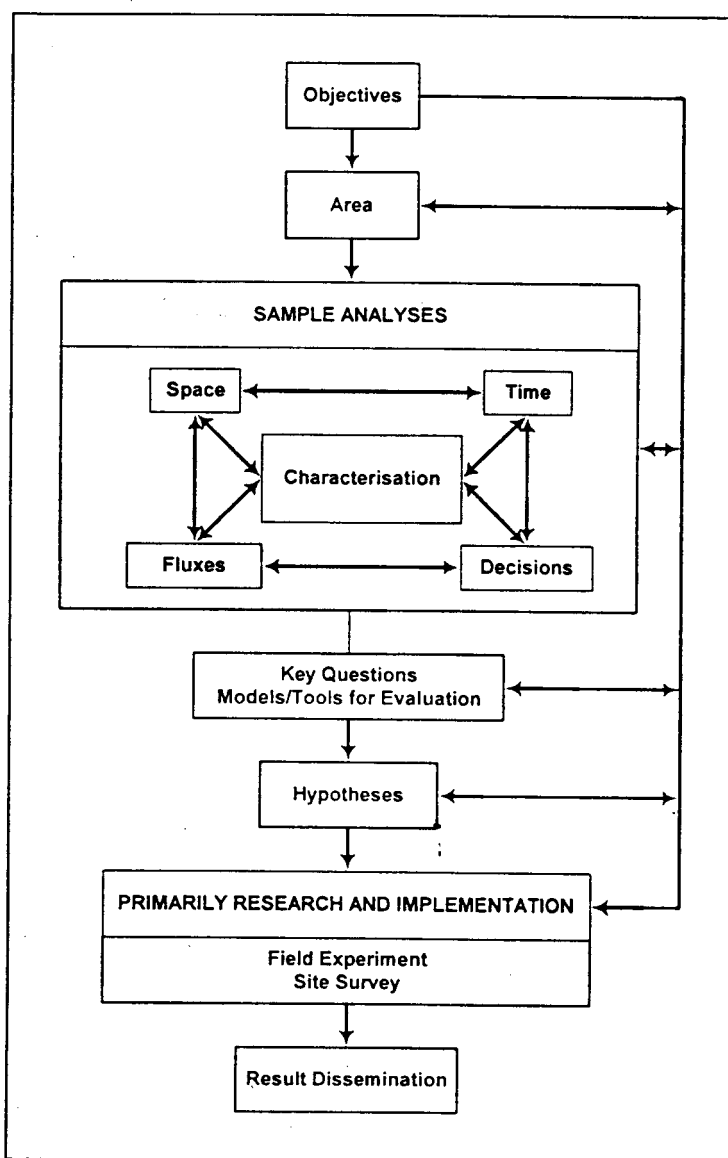 Objectives
Area
SAMPLE ANALYSES
Space
Time
Characterisation
Fluxes
Decisions
Key Questions
Models/Tools for Evaluation
Hypotheses
PRIMARILY RESEARCH AND IMPLEMENTATION
Field Experiment
Site Survey
Result Dissemination